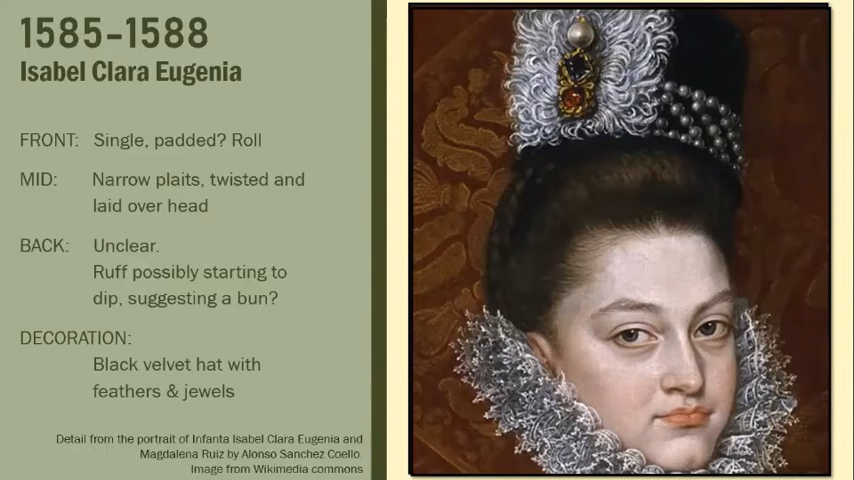 1585–1588
Isabel Clara Eugenia
FRONT: Single, padded? Roll
MID: Narrow plaits, twisted and
laid over head
BACK: Unclear.
Ruff possibly starting to
dip, suggesting a bun?
DECORATION:
Black velvet hat with
feathers & jewels
Detail from the portrait of Infanta Isabel Clara Eugenia and
Magdalena Ruiz by Alonso Sanchez Coello.
Image from Wikimedia commons